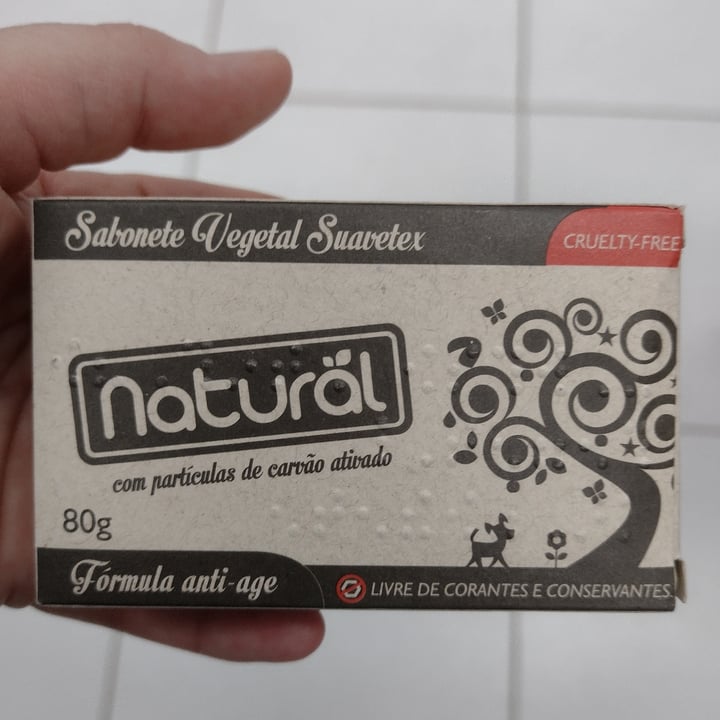 Sabonete Vegetal Suavetex
CRUELTY-FREE
naturäl
com partículas de carvão ativado
80g
Fórmula anti-age
LIVRE DE CORANTES E CONSERVANTES